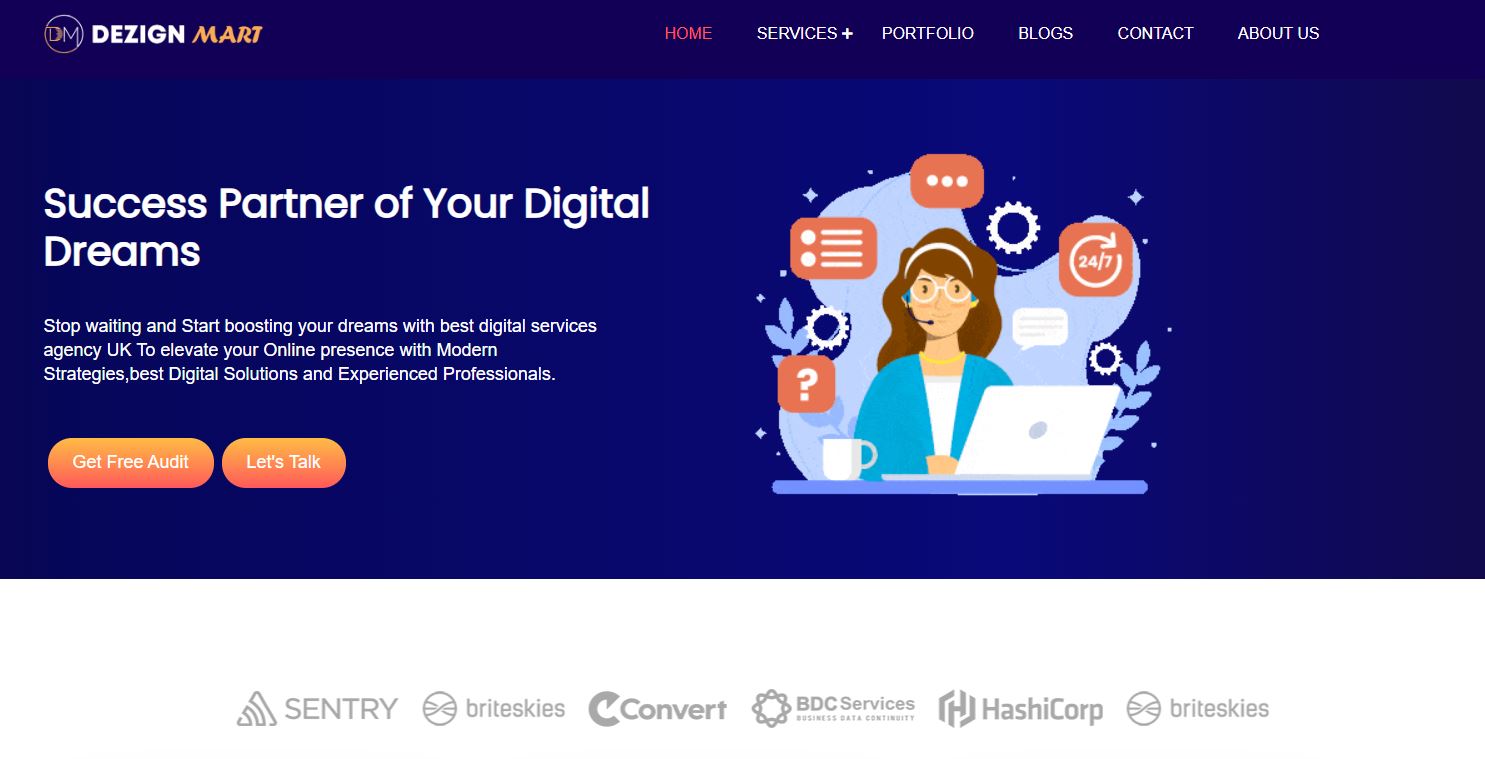 DM DEZIGN MART
HOME SERVICES + PORTFOLIO BLOGS CONTACT ABOUT US
Success Partner of Your Digital
Dreams
Stop waiting and Start boosting your dreams with best digital services
agency UK To elevate your Online presence with Modern
Strategies,best Digital Solutions and Experienced Professionals.
Get Free Audit Let's Talk
24/7
?
SENTRY briteskies Convert BDC Services HashiCorp briteskies
BUSINESS DATA CONTINUITY